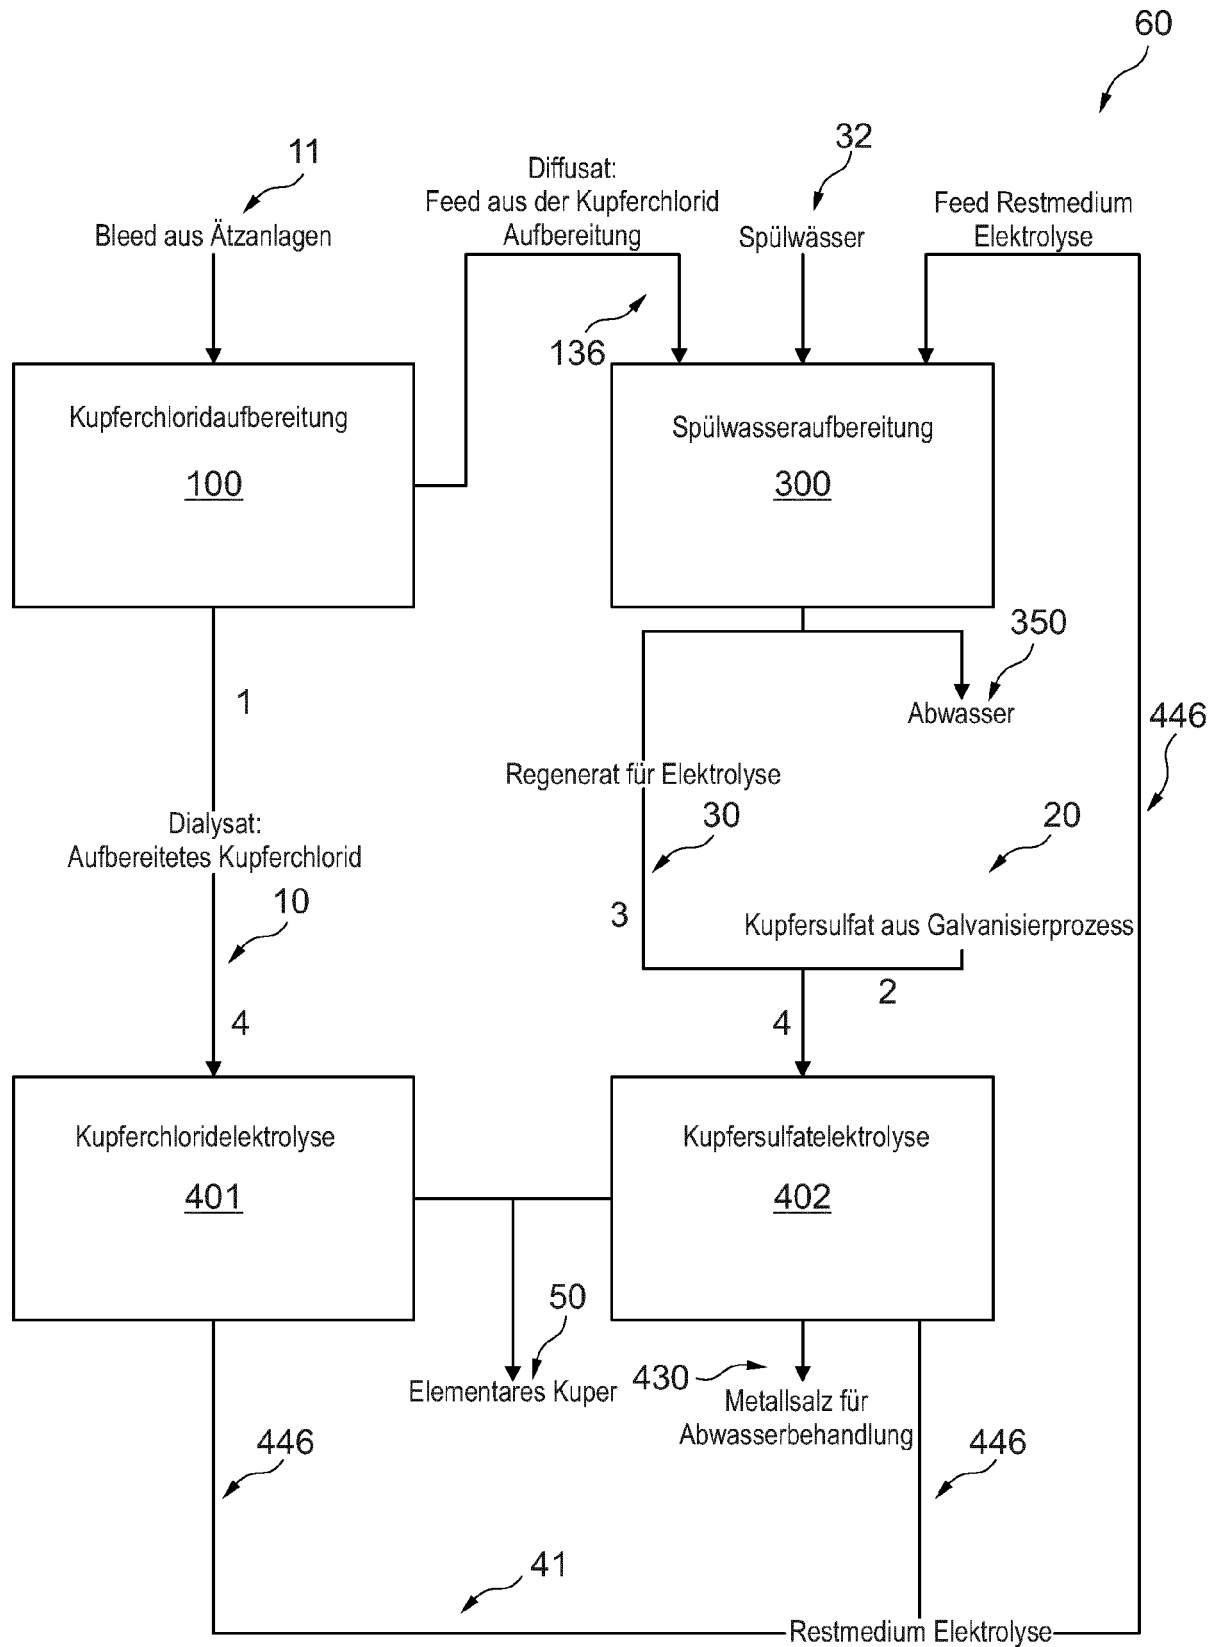 60
11
Bleed aus Ätzanlagen
Diffusat:
Feed aus der Kupferchlorid
Aufbereitung
32
Spülwässer
Feed Restmedium
Elektrolyse
136
Kupferchloridaufbereitung
100
Spülwasseraufbereitung
300
350
Abwasser
1
446
Regenerat für Elektrolyse
30
20
Dialysat:
Aufbereitetes Kupferchlorid
10
3
Kupfersulfat aus Galvanisierprozess
2
4
4
Kupferchloridelektrolyse
401
Kupfersulfatelektrolyse
402
50
Elementares Kuper
430
Metallsalz für
Abwasserbehandlung
446
446
41
Restmedium Elektrolyse